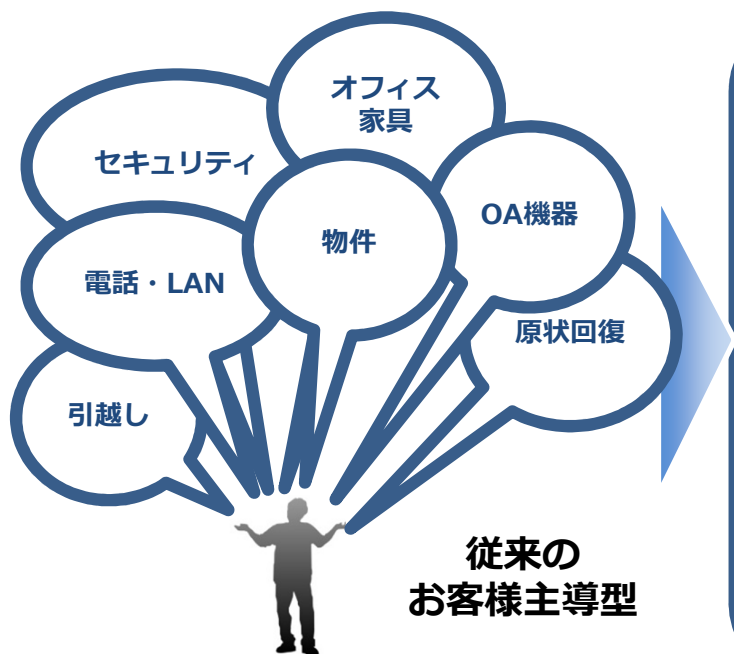 オフィス
家具
セキュリティ
OA機器
物件
電話・LAN
原状回復
引越し
従来の
お客様主導型